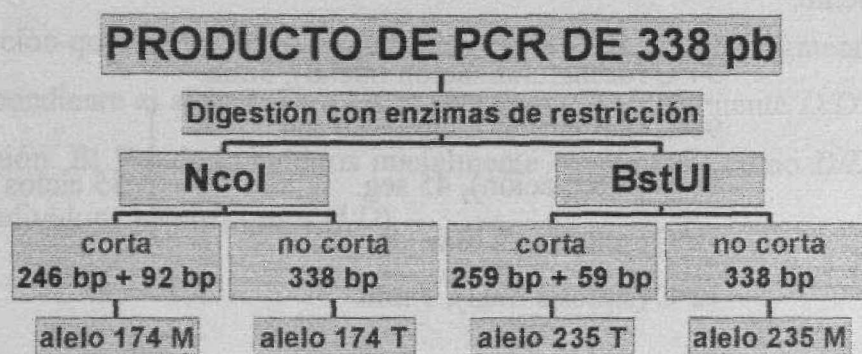 PRODUCTO DE PCR DE 338 pb
Digestión con enzimas de restricción
NcoI BstUI
corta no corta corta no corta
246 bp + 92 bp 338 bp 259 bp + 59 bp 338 bp
alelo 174 M alelo 174 T alelo 235 T alelo 235 M